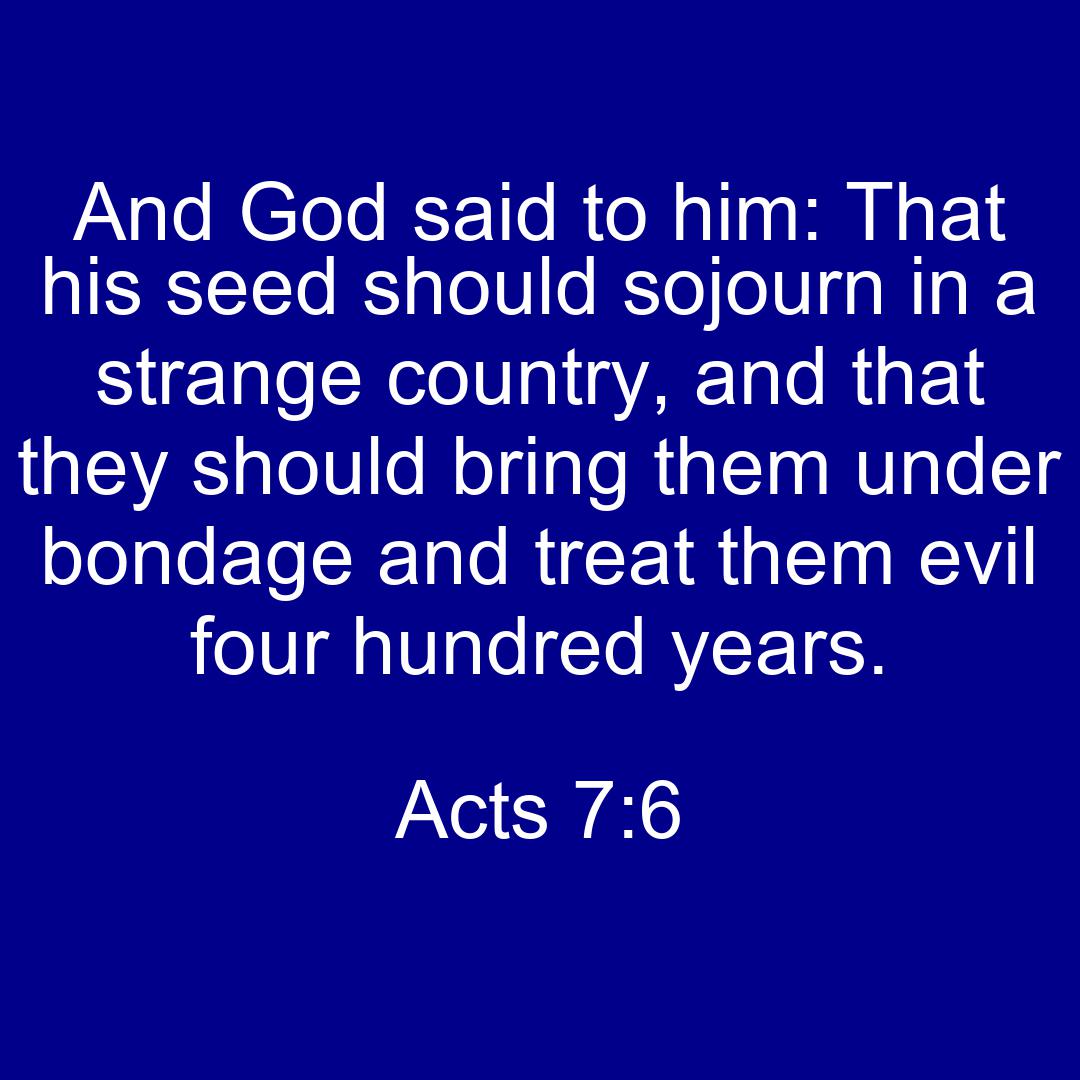 And God said to him: That
his seed should sojourn in a
strange country, and that
they should bring them under
bondage and treat them evil
four hundred years.
Acts 7:6